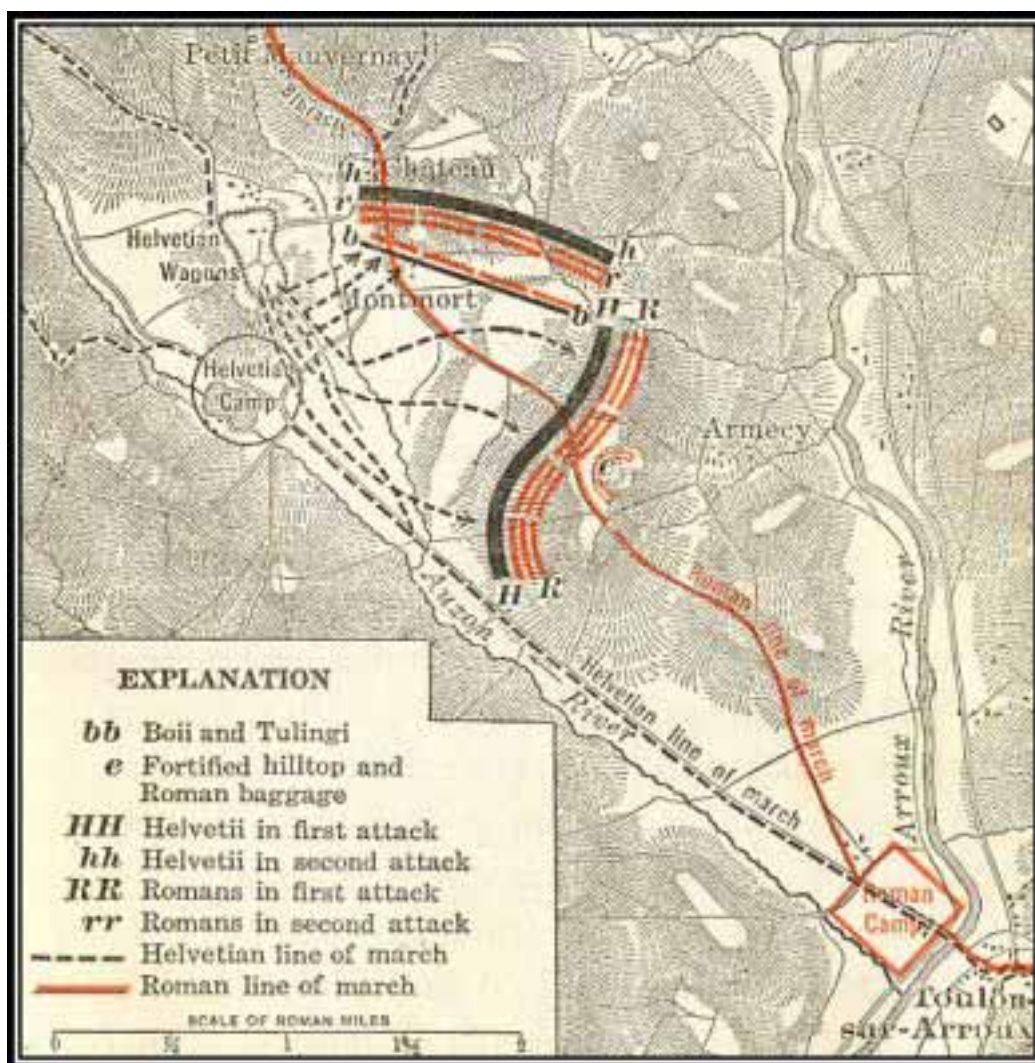 Petit Mauvernay
Bibracte
h
Château
r
b
h
r
Helvetian
Wagons
Montmort
b
H R
Helvetian
Camp
Armecy
e
H R
Auzon
River
Roman line of march
Arroux River
Helvetian line of march
Roman
Camp
Toulon
sar-Arroux
EXPLANATION
bb Boii and Tulingi
e Fortified hilltop and
Roman baggage
HH Helvetii in first attack
hh Helvetii in second attack
RR Romans in first attack
rr Romans in second attack
Helvetian line of march
Roman line of march
SCALE OF ROMAN MILES
0 ½ 1 1½ 2